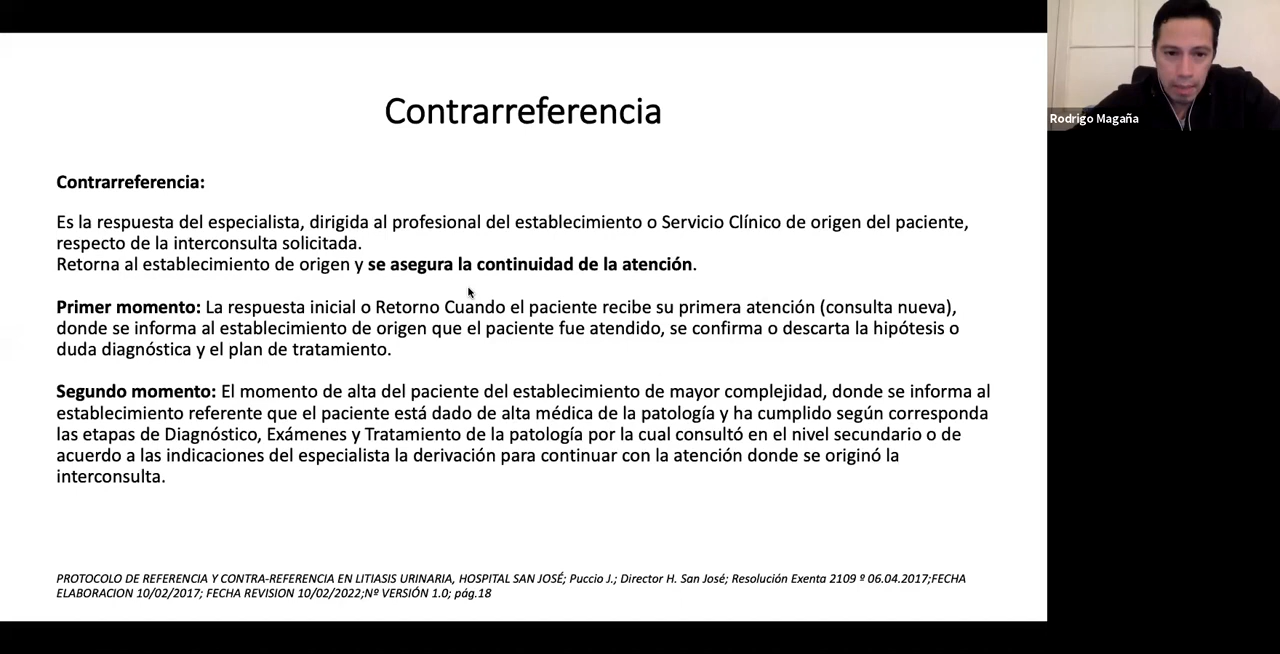 Contrarreferencia
Contrarreferencia:
Es la respuesta del especialista, dirigida al profesional del establecimiento o Servicio Clínico de origen del paciente,
respecto de la interconsulta solicitada.
Retorna al establecimiento de origen y se asegura la continuidad de la atención.
Primer momento: La respuesta inicial o Retorno Cuando el paciente recibe su primera atención (consulta nueva),
donde se informa al establecimiento de origen que el paciente fue atendido, se confirma o descarta la hipótesis o
duda diagnóstica y el plan de tratamiento.
Segundo momento: El momento de alta del paciente del establecimiento de mayor complejidad, donde se informa al
establecimiento referente que el paciente está dado de alta médica de la patología y ha cumplido según corresponda
las etapas de Diagnóstico, Exámenes y Tratamiento de la patología por la cual consultó en el nivel secundario o de
acuerdo a las indicaciones del especialista la derivación para continuar con la atención donde se originó la
interconsulta.
PROTOCOLO DE REFERENCIA Y CONTRA-REFERENCIA EN LITIASIS URINARIA, HOSPITAL SAN JOSÉ; Puccio J.; Director H. San José; Resolución Exenta 2109 º 06.04.2017;FECHA
ELABORACION 10/02/2017; FECHA REVISION 10/02/2022;Nº VERSIÓN 1.0; pág.18
Rodrigo Magaña